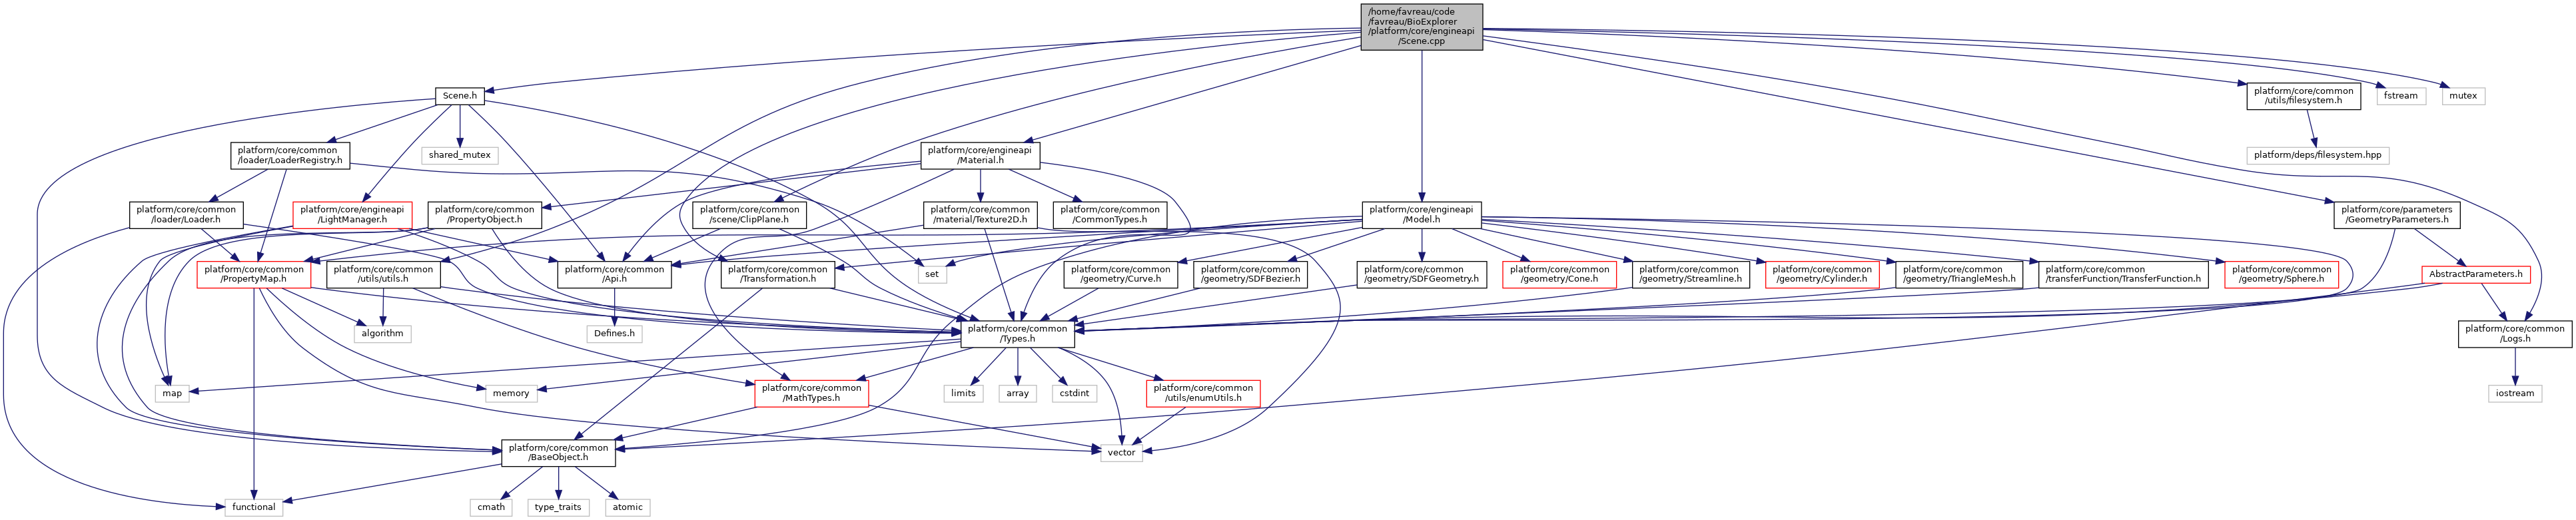 /home/favreau/code
/favreau/BioExplorer
/platform/core/engineapi
/Scene.cpp
Scene.h
platform/core/common
/utils/filesystem.h
fstream
mutex
platform/core/common
/loader/LoaderRegistry.h
shared_mutex
platform/core/engineapi
/Material.h
platform/deps/filesystem.hpp
platform/core/common
/loader/Loader.h
platform/core/engineapi
/LightManager.h
platform/core/common
/PropertyObject.h
platform/core/common
/scene/ClipPlane.h
platform/core/common
/material/Texture2D.h
platform/core/common
/CommonTypes.h
platform/core/engineapi
/Model.h
platform/core/parameters
/GeometryParameters.h
platform/core/common
/PropertyMap.h
platform/core/common
/utils/utils.h
platform/core/common
/Api.h
platform/core/common
/Transformation.h
set
platform/core/common
/geometry/Curve.h
platform/core/common
/geometry/SDFBezier.h
platform/core/common
/geometry/SDFGeometry.h
platform/core/common
/geometry/Cone.h
platform/core/common
/geometry/Streamline.h
platform/core/common
/geometry/Cylinder.h
platform/core/common
/geometry/TriangleMesh.h
platform/core/common
/transferFunction/TransferFunction.h
platform/core/common
/geometry/Sphere.h
AbstractParameters.h
algorithm
Defines.h
platform/core/common
/Types.h
platform/core/common
/Logs.h
map
memory
platform/core/common
/MathTypes.h
limits
array
cstdint
platform/core/common
/utils/enumUtils.h
iostream
platform/core/common
/BaseObject.h
vector
functional
cmath
type_traits
atomic